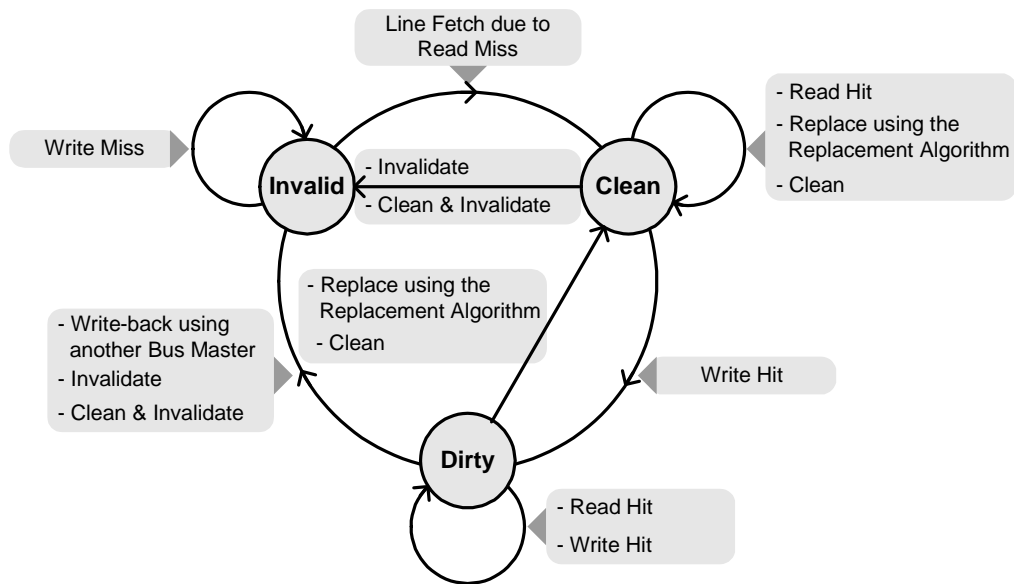 Line Fetch due to
Read Miss
- Read Hit
- Replace using the
Replacement Algorithm
- Clean
Write Miss
Invalid
- Invalidate
- Clean & Invalidate
Clean
- Replace using the
Replacement Algorithm
- Clean
- Write-back using
another Bus Master
- Invalidate
- Clean & Invalidate
Write Hit
Dirty
- Read Hit
- Write Hit